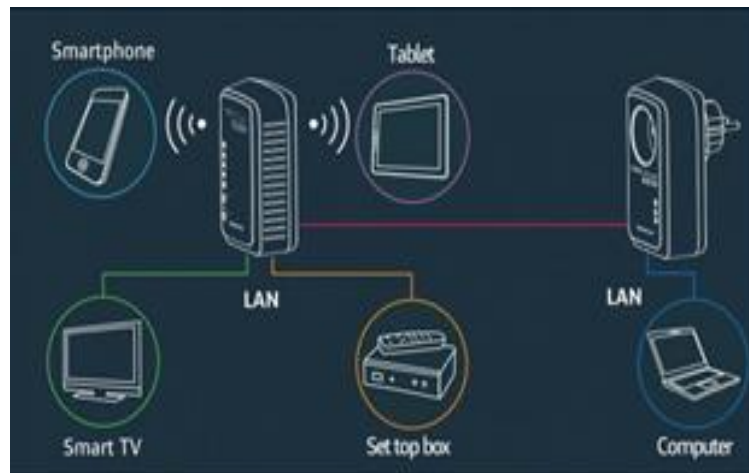 Smartphone
Tablet
LAN
LAN
Smart TV
Set top box
Computer